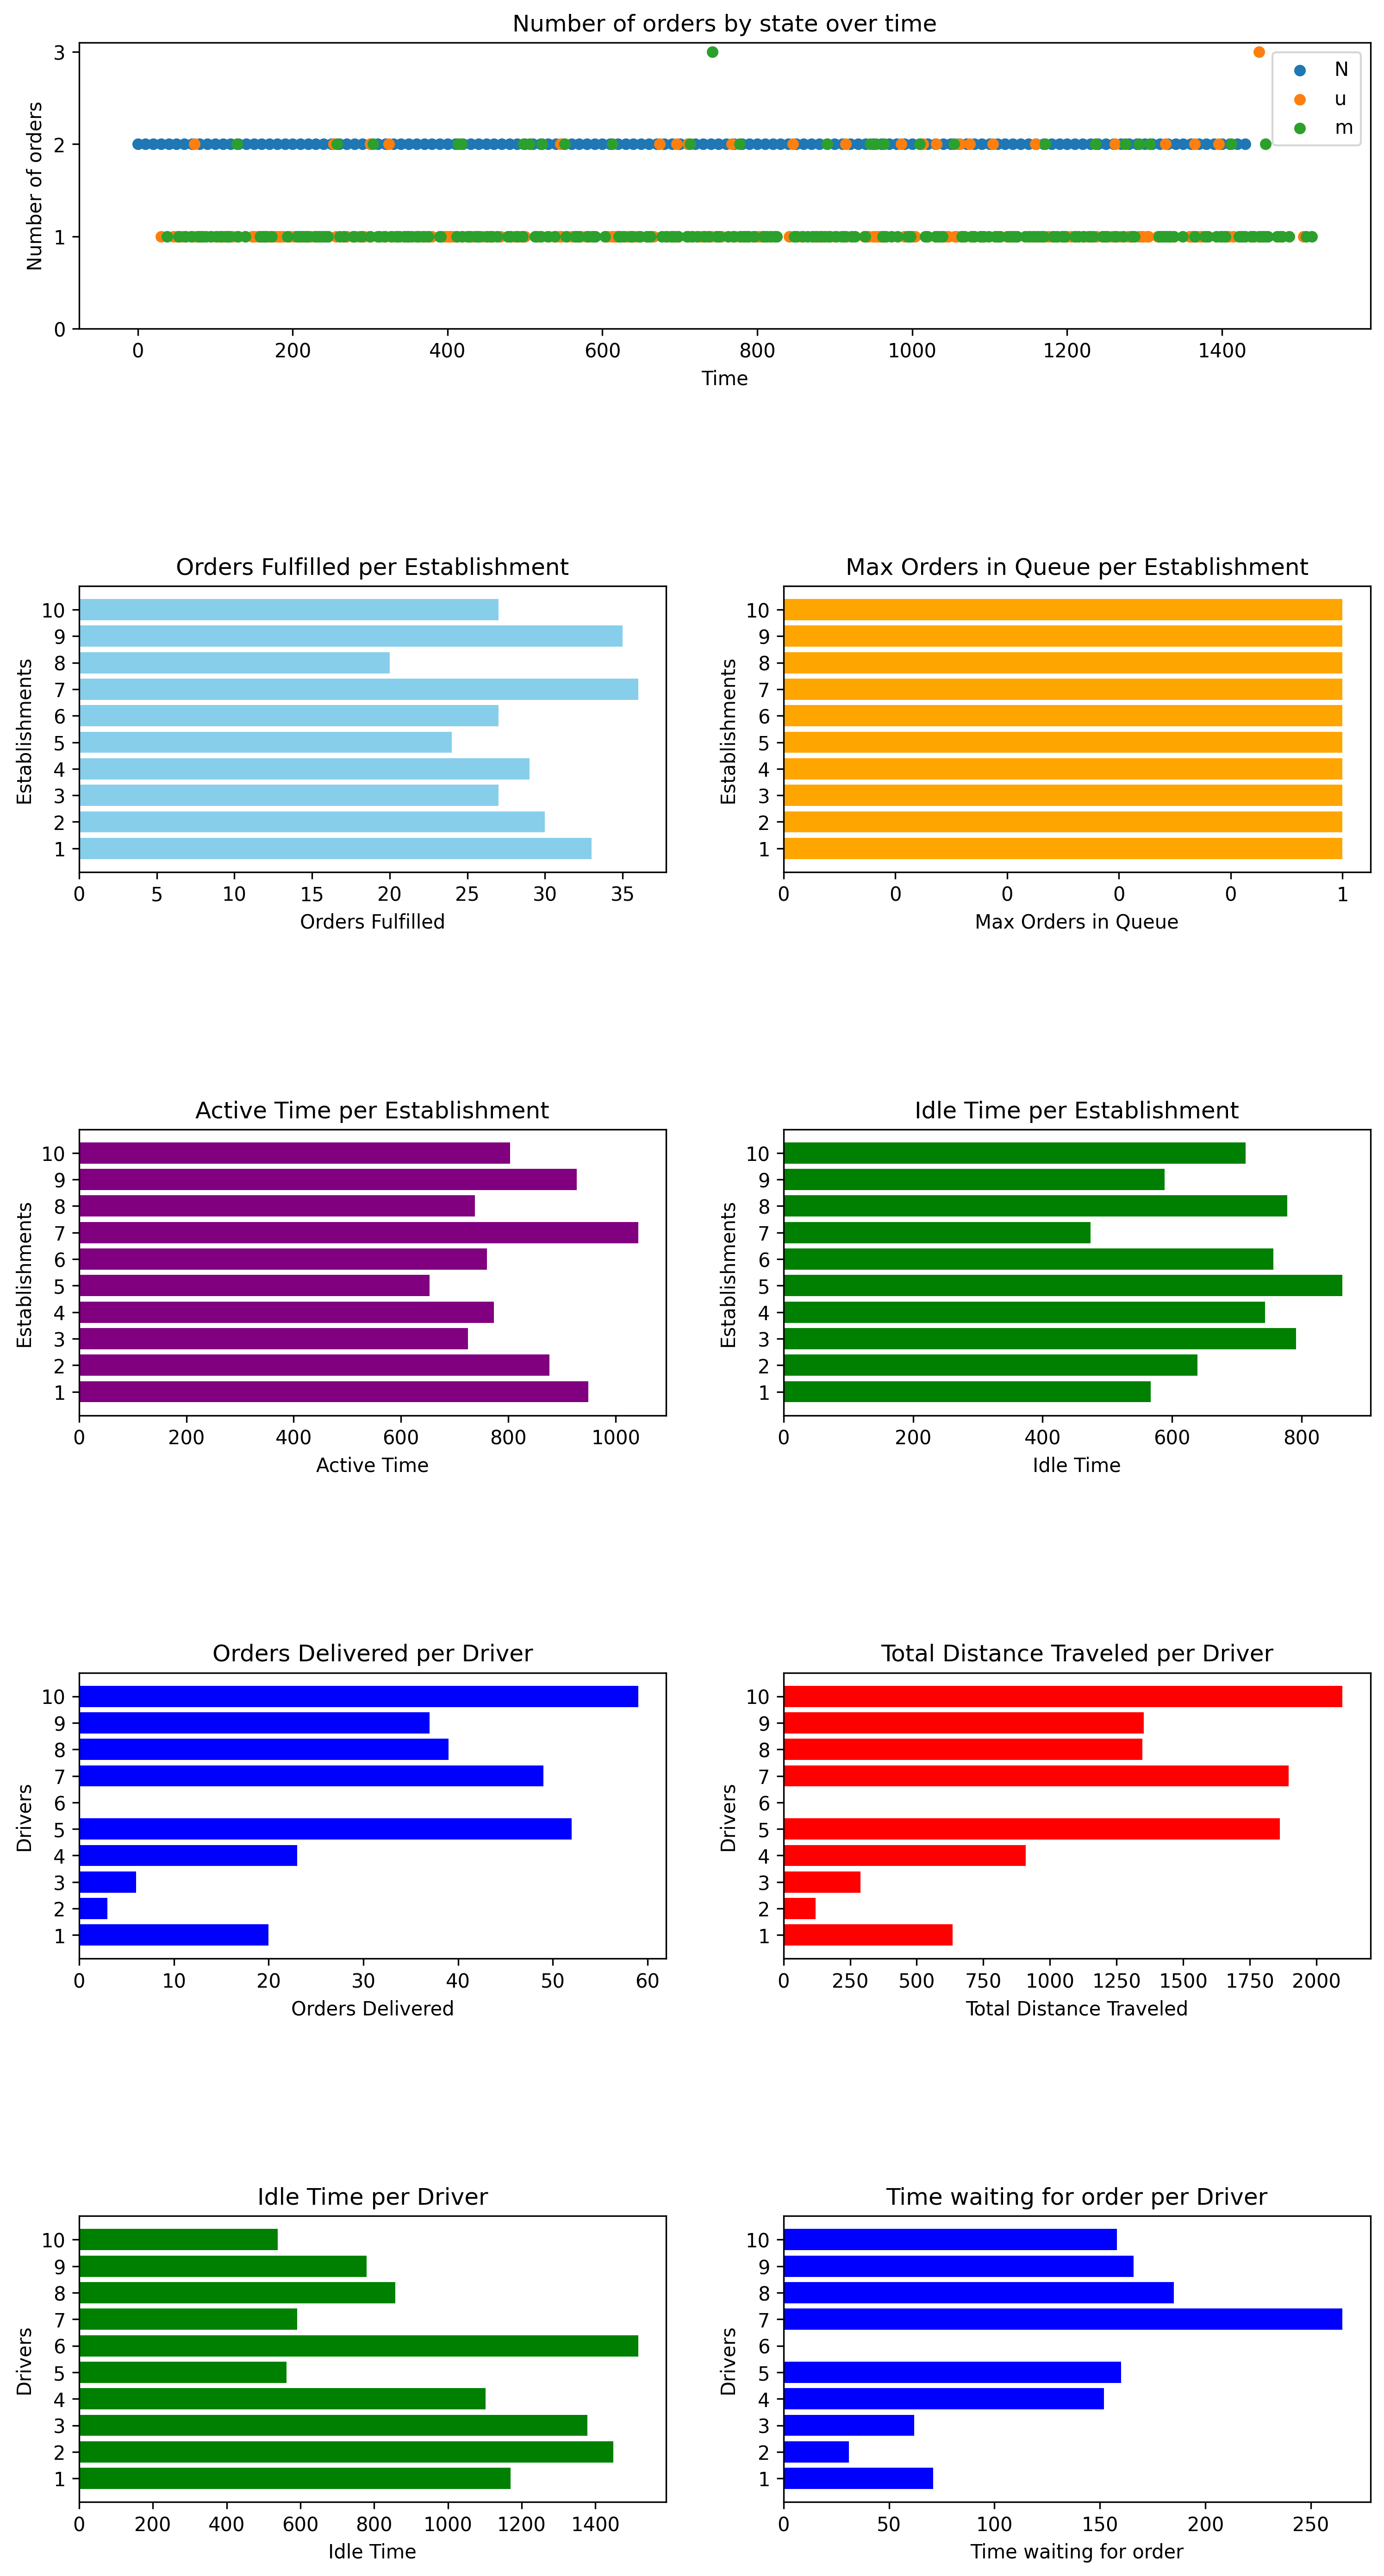 Number of orders by state over time
Number of orders
3
2
1
0
N
u
m
0 200 400 600 800 1000 1200 1400
Time
Orders Fulfilled per Establishment
Establishments
10
9
8
7
6
5
4
3
2
1
0 5 10 15 20 25 30 35
Orders Fulfilled
Max Orders in Queue per Establishment
Establishments
10
9
8
7
6
5
4
3
2
1
0 0 0 0 0 1
Max Orders in Queue
Active Time per Establishment
Establishments
10
9
8
7
6
5
4
3
2
1
0 200 400 600 800 1000
Active Time
Idle Time per Establishment
Establishments
10
9
8
7
6
5
4
3
2
1
0 200 400 600 800
Idle Time
Orders Delivered per Driver
Drivers
10
9
8
7
6
5
4
3
2
1
0 10 20 30 40 50 60
Orders Delivered
Total Distance Traveled per Driver
Drivers
10
9
8
7
6
5
4
3
2
1
0 250 500 750 1000 1250 1500 1750 2000
Total Distance Traveled
Idle Time per Driver
Drivers
10
9
8
7
6
5
4
3
2
1
0 200 400 600 800 1000 1200 1400
Idle Time
Time waiting for order per Driver
Drivers
10
9
8
7
6
5
4
3
2
1
0 50 100 150 200 250
Time waiting for order